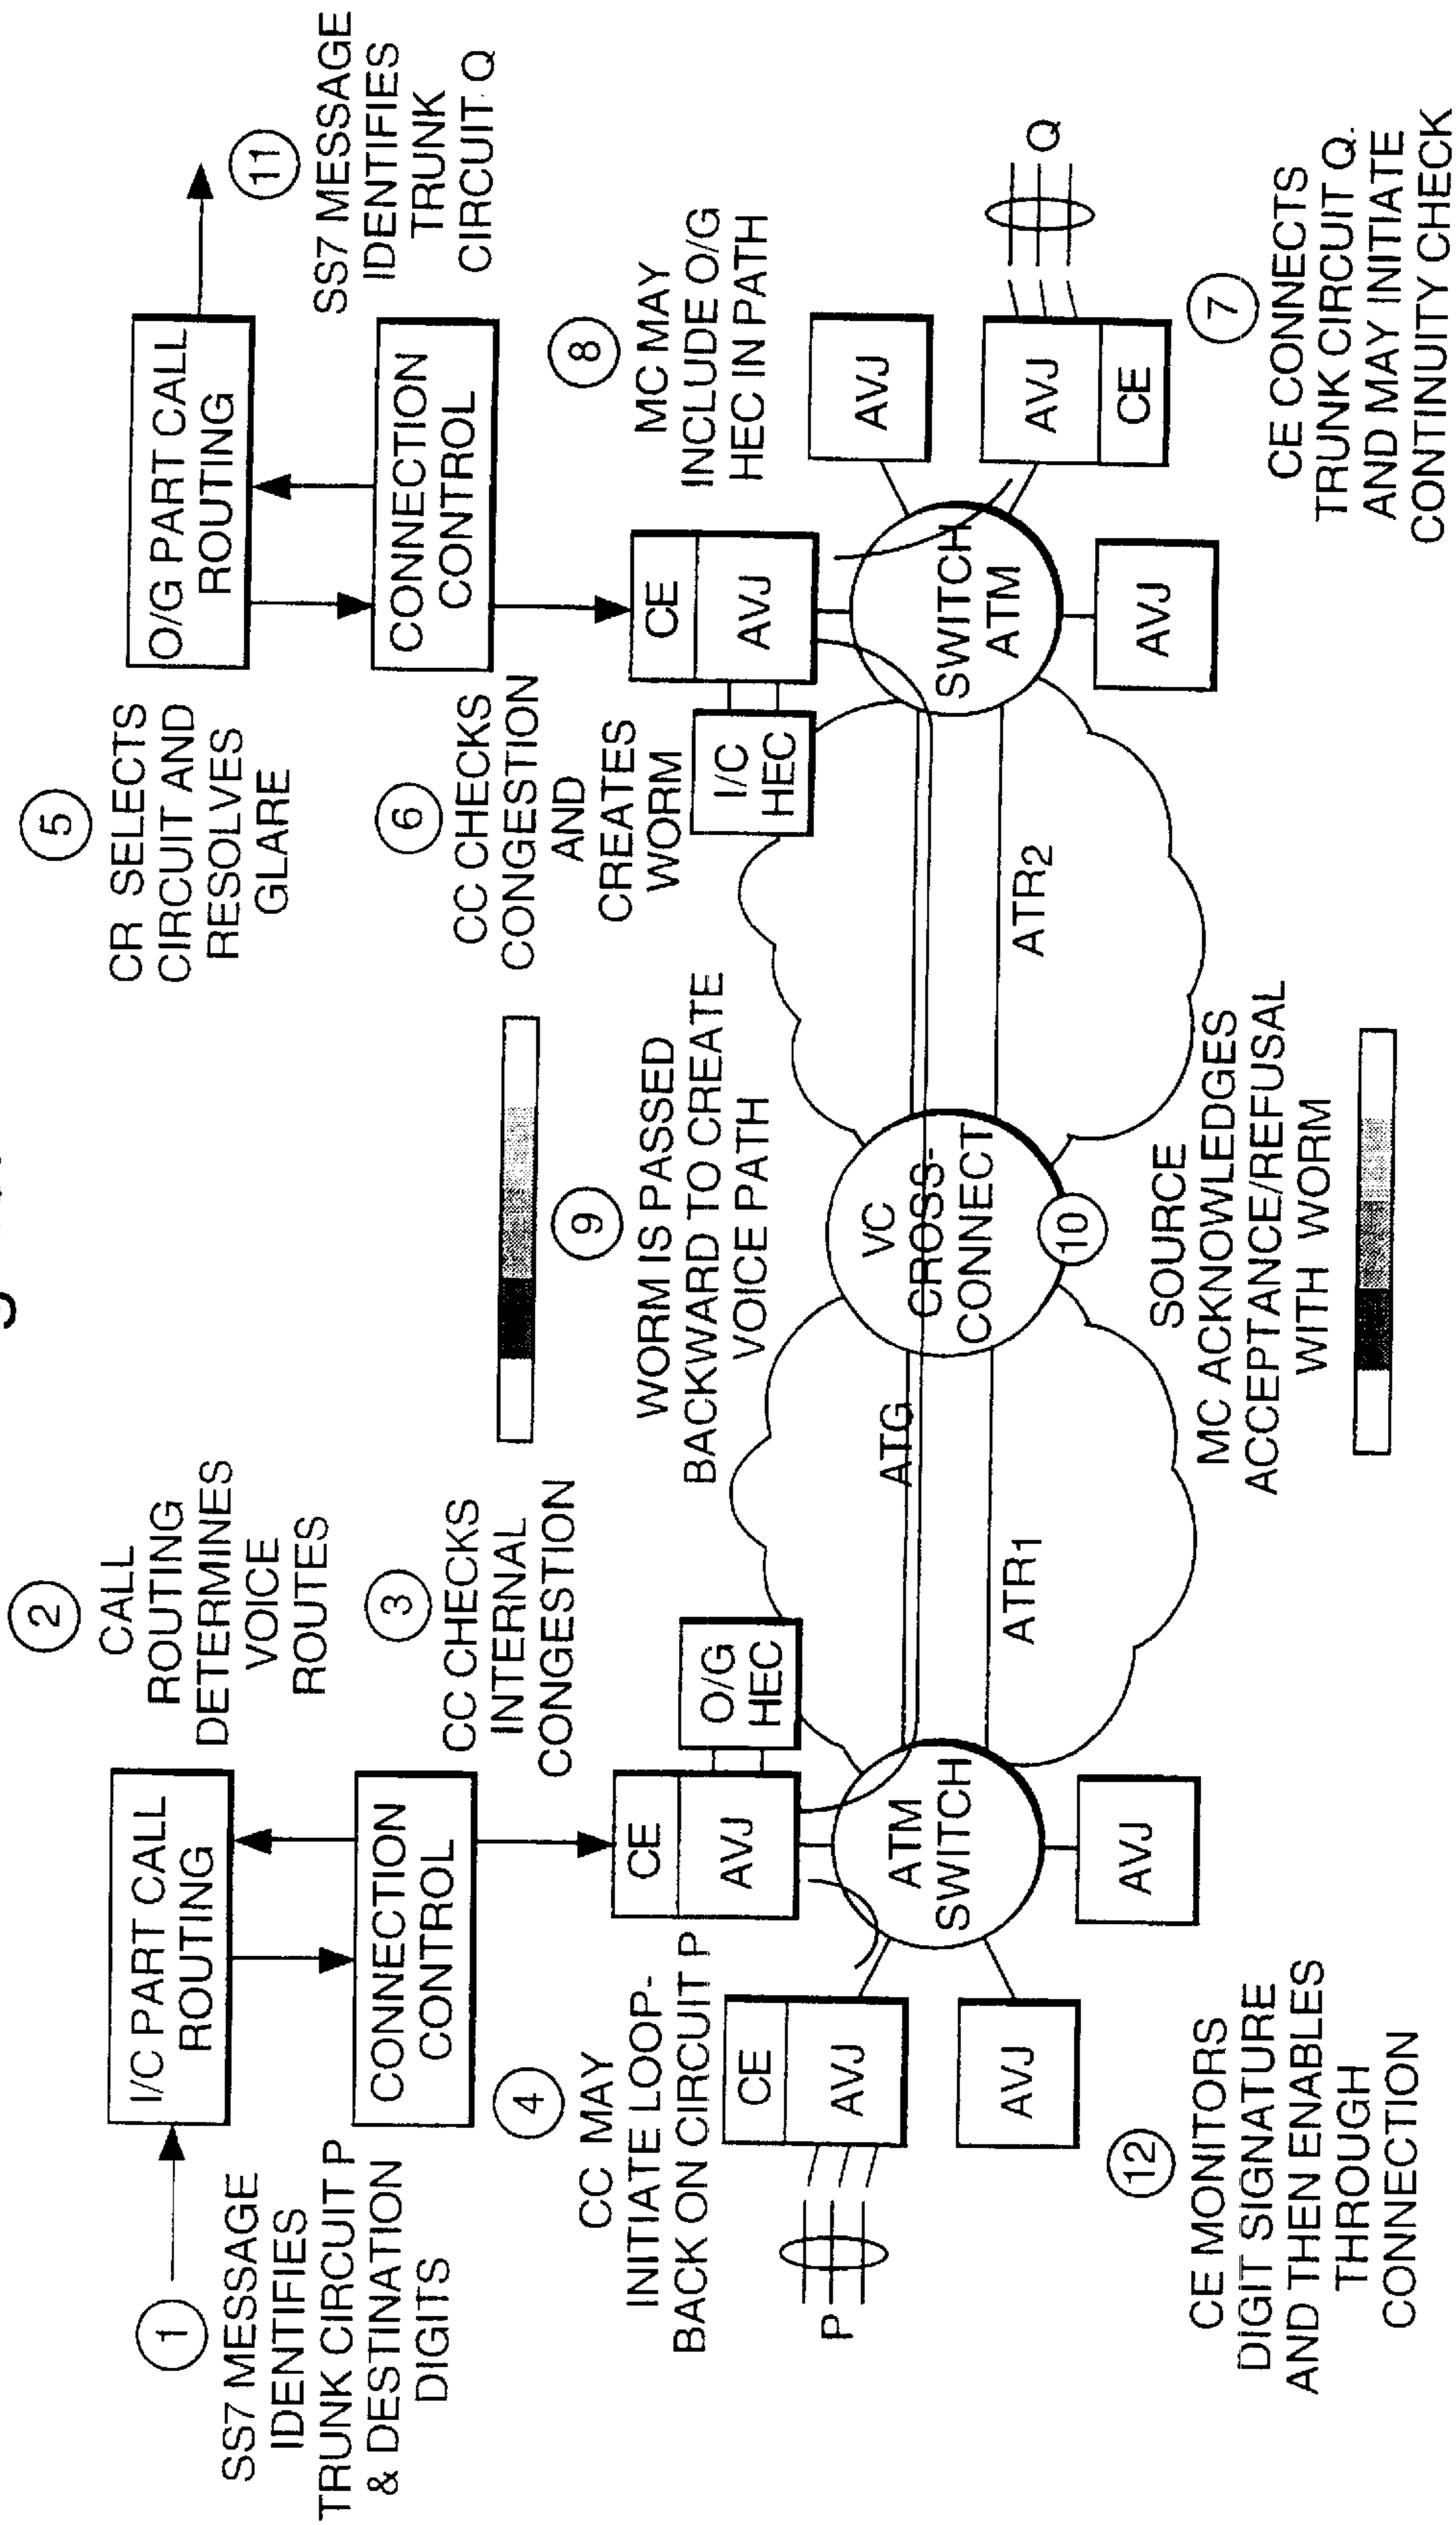 1
SS7 MESSAGE
IDENTIFIES
TRUNK CIRCUIT P
& DESTINATION
DIGITS
I/C PART CALL
ROUTING
2
CALL
ROUTING
DETERMINES
VOICE
ROUTES
CONNECTION
CONTROL
3
CC CHECKS
INTERNAL
CONGESTION
4
CC MAY
INITIATE LOOP-
BACK ON CIRCUIT P
CE
AVJ
O/G
HEC
CE
AVJ
P
AVJ
ATM
SWITCH
AVJ
12
CE MONITORS
DIGIT SIGNATURE
AND THEN ENABLES
THROUGH
CONNECTION
9
WORM IS PASSED
BACKWARD TO CREATE
VOICE PATH
ATG
ATR1
VC
CROSS-
CONNECT
10
SOURCE
MC ACKNOWLEDGES
ACCEPTANCE/REFUSAL
WITH WORM
ATR2
5
CR SELECTS
CIRCUIT AND
RESOLVES
GLARE
O/G PART CALL
ROUTING
11
SS7 MESSAGE
IDENTIFIES
TRUNK
CIRCUIT Q
6
CC CHECKS
CONGESTION
AND
CREATES
WORM
CONNECTION
CONTROL
8
MC MAY
INCLUDE O/G
HEC IN PATH
I/C
HEC
CE
AVJ
SWITCH
ATM
AVJ
AVJ
CE
Q
AVJ
7
CE CONNECTS
TRUNK CIRCUIT Q.
AND MAY INITIATE
CONTINUITY CHECK